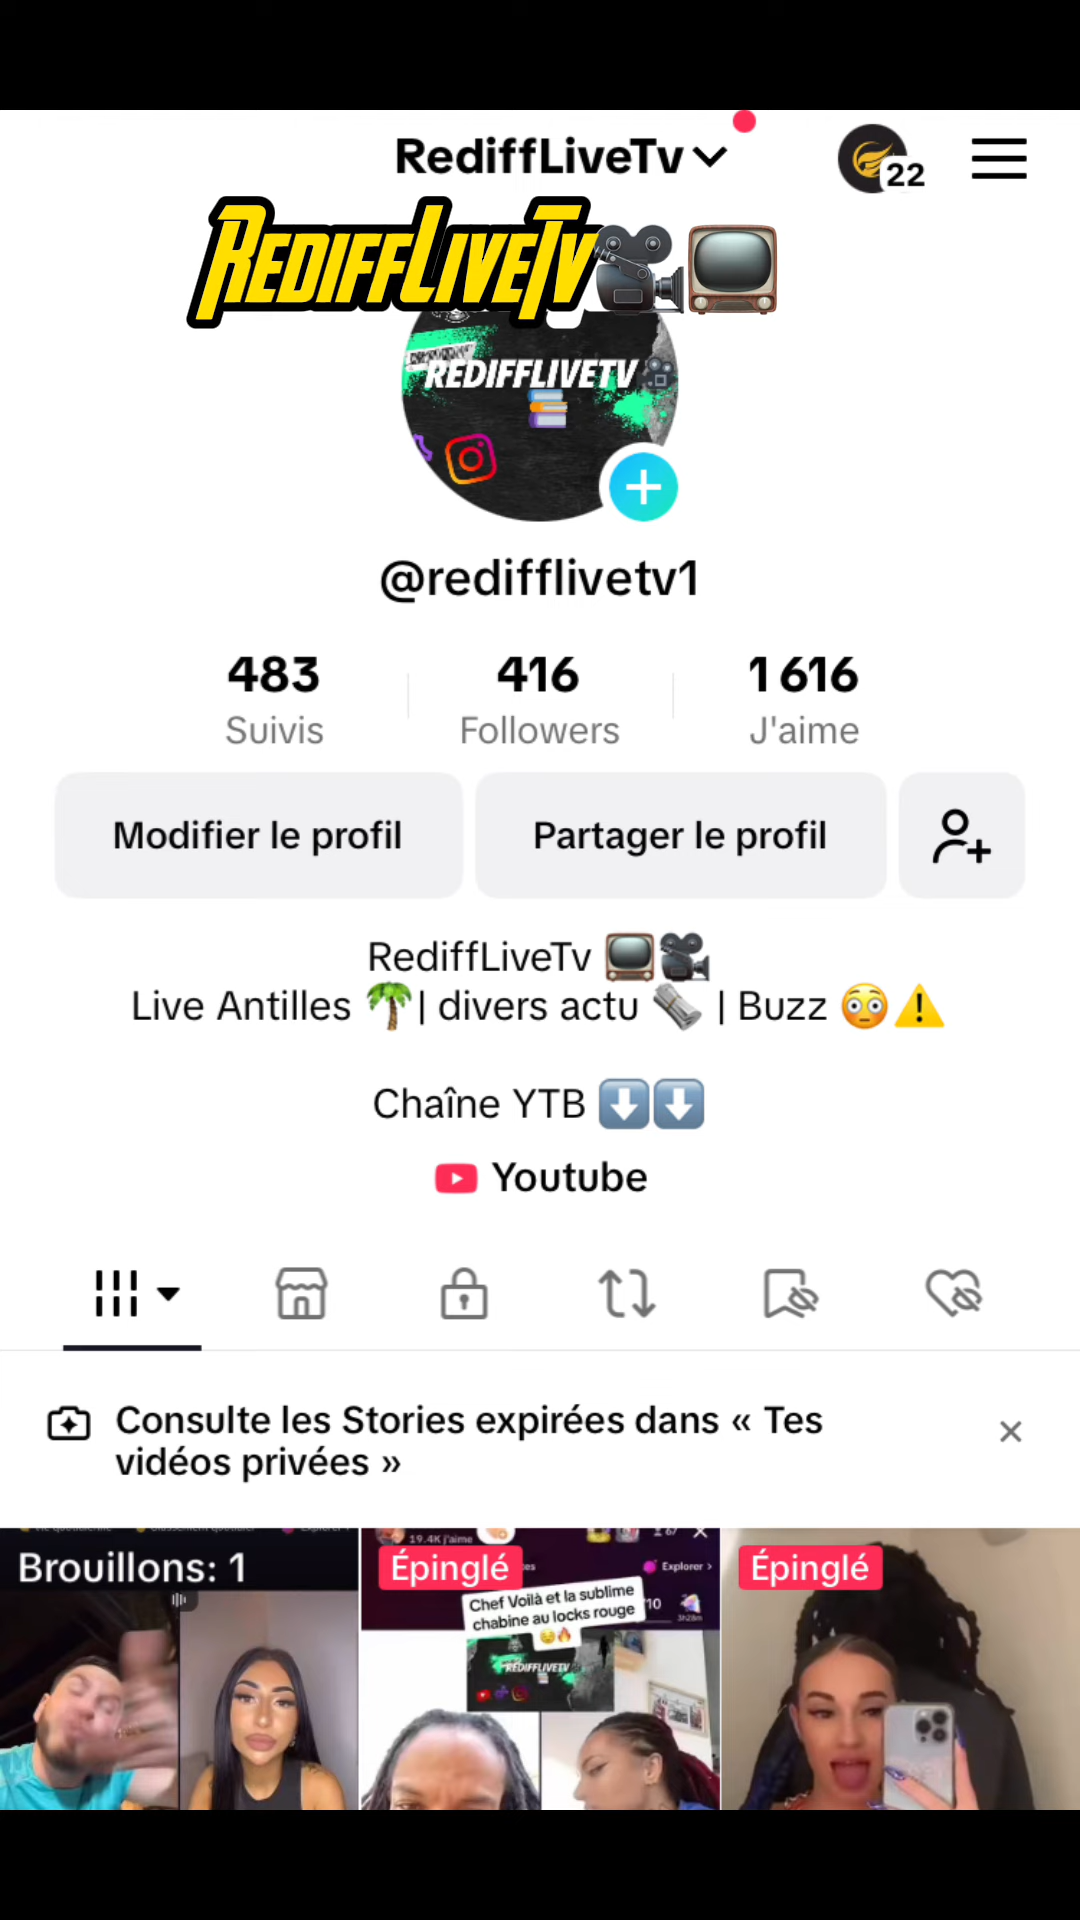 RediffLiveTv
22
REDIFFLIVETV
REDIFFLIVETV
@redifflivetv1
483
416
1 616
Suivis
Followers
J'aime
Modifier le profil
Partager le profil
RediffLiveTv 📺🎥
Live Antilles 🌴| divers actu 🗞️ | Buzz 😳⚠️
Chaîne YTB ⬇️⬇️
Youtube
Consulte les Stories expirées dans « Tes
vidéos privées »
Brouillons: 1
19.4K j'aime
67
Épinglé
Explorer >
Chef Voilà et la sublime
chabine au locks rouge
😏🔥
3h28m
REDIFFLIVETV
Épinglé